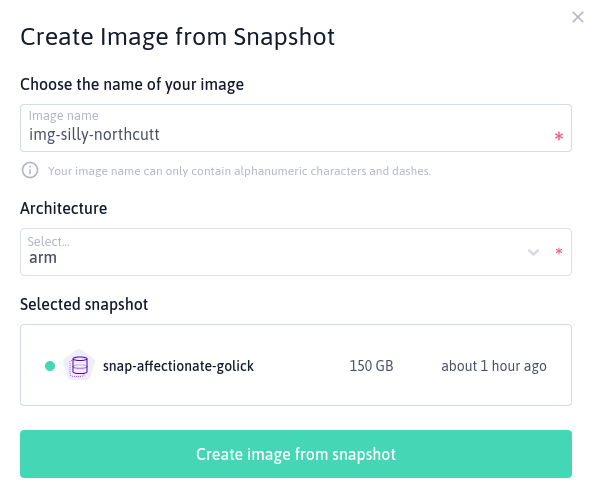 Create Image from Snapshot
Choose the name of your image
Image name
img-silly-northcutt
*
Your image name can only contain alphanumeric characters and dashes.
Architecture
Select...
arm
*
Selected snapshot
snap-affectionate-golick 150 GB about 1 hour ago
Create image from snapshot